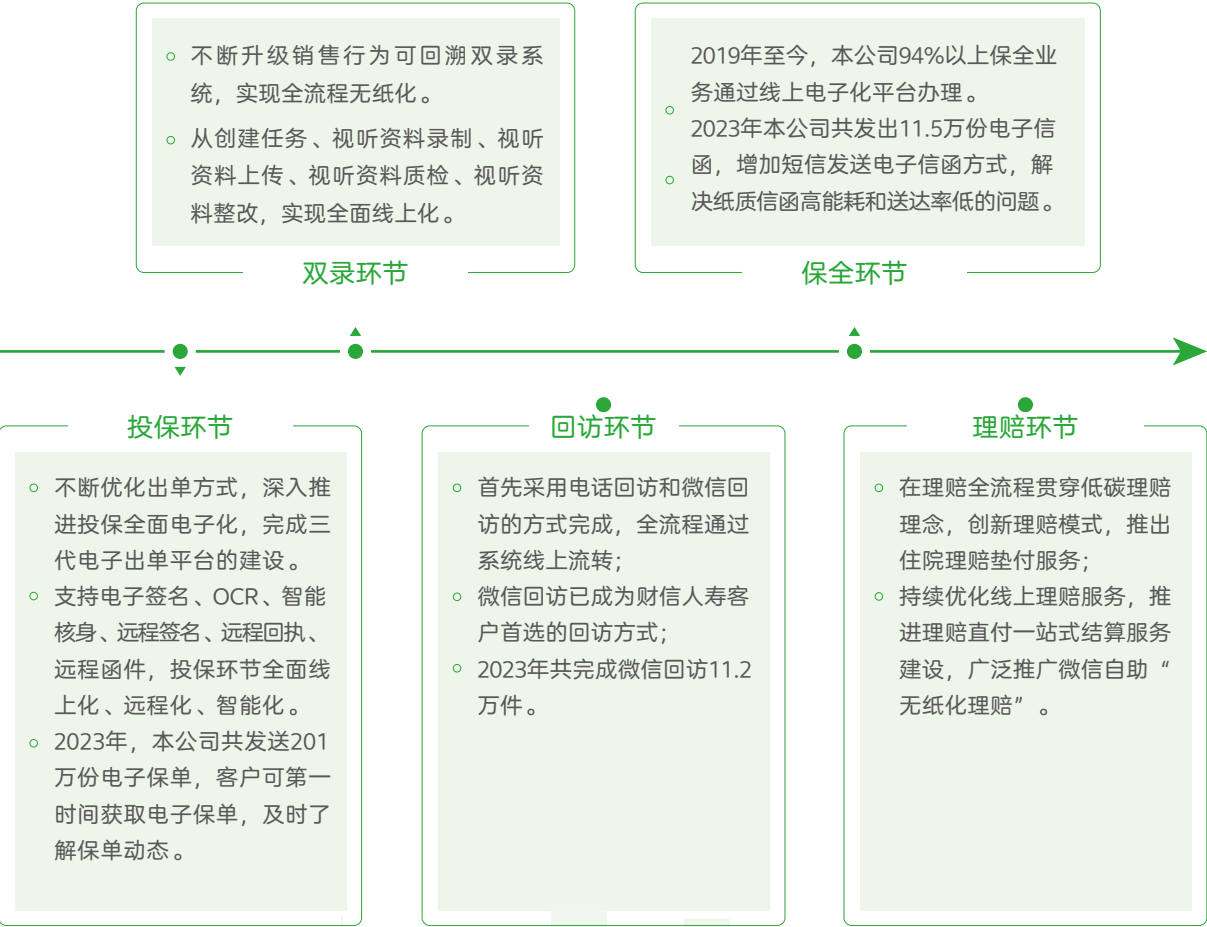 不断升级销售行为可回溯双录系
统，实现全流程无纸化。
从创建任务、视听资料录制、视听
资料上传、视听资料质检、视听资
料整改，实现全面线上化。
双录环节
2019年至今，本公司94%以上保全业
务通过线上电子化平台办理。
2023年本公司共发出11.5万份电子信
函，增加短信发送电子信函方式，解
决纸质信函高能耗和送达率低的问题。
保全环节
投保环节
不断优化出单方式，深入推
进投保全面电子化，完成三
代电子出单平台的建设。
支持电子签名、OCR、智能
核身、远程签名、远程回执、
远程函件，投保环节全面线
上化、远程化、智能化。
2023年，本公司共发送201
万份电子保单，客户可第一
时间获取电子保单，及时了
解保单动态。
回访环节
首先采用电话回访和微信回
访的方式完成，全流程通过
系统线上流转；
微信回访已成为财信人寿客
户首选的回访方式；
2023年共完成微信回访11.2
万件。
理赔环节
在理赔全流程贯穿低碳理赔
理念，创新理赔模式，推出
住院理赔垫付服务；
持续优化线上理赔服务，推
进理赔直付一站式结算服务
建设，广泛推广微信自助“
无纸化理赔”。